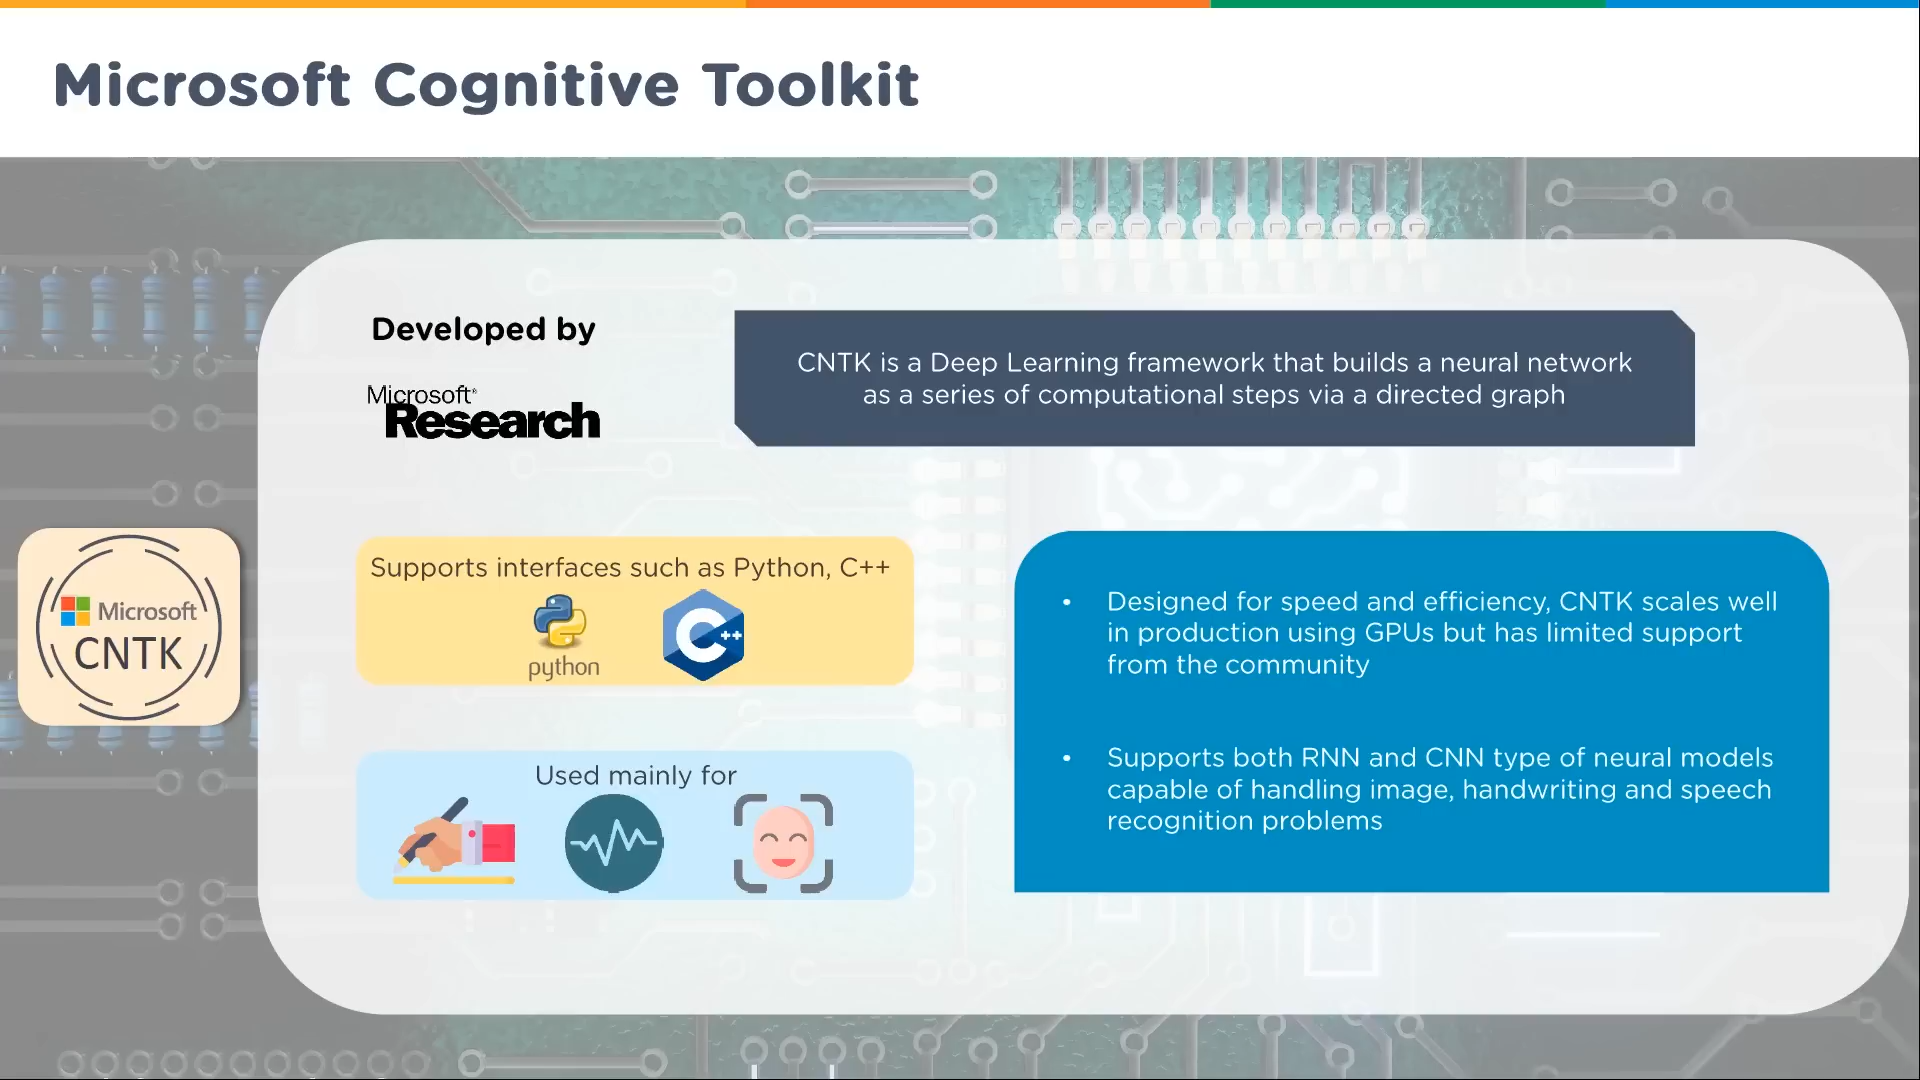 Microsoft Cognitive Toolkit
Developed by
Microsoft®
Research
CNTK is a Deep Learning framework that builds a neural network
as a series of computational steps via a directed graph
Microsoft
CNTK
Supports interfaces such as Python, C++
python
C++
Used mainly for
• Designed for speed and efficiency, CNTK scales well
in production using GPUs but has limited support
from the community
• Supports both RNN and CNN type of neural models
capable of handling image, handwriting and speech
recognition problems